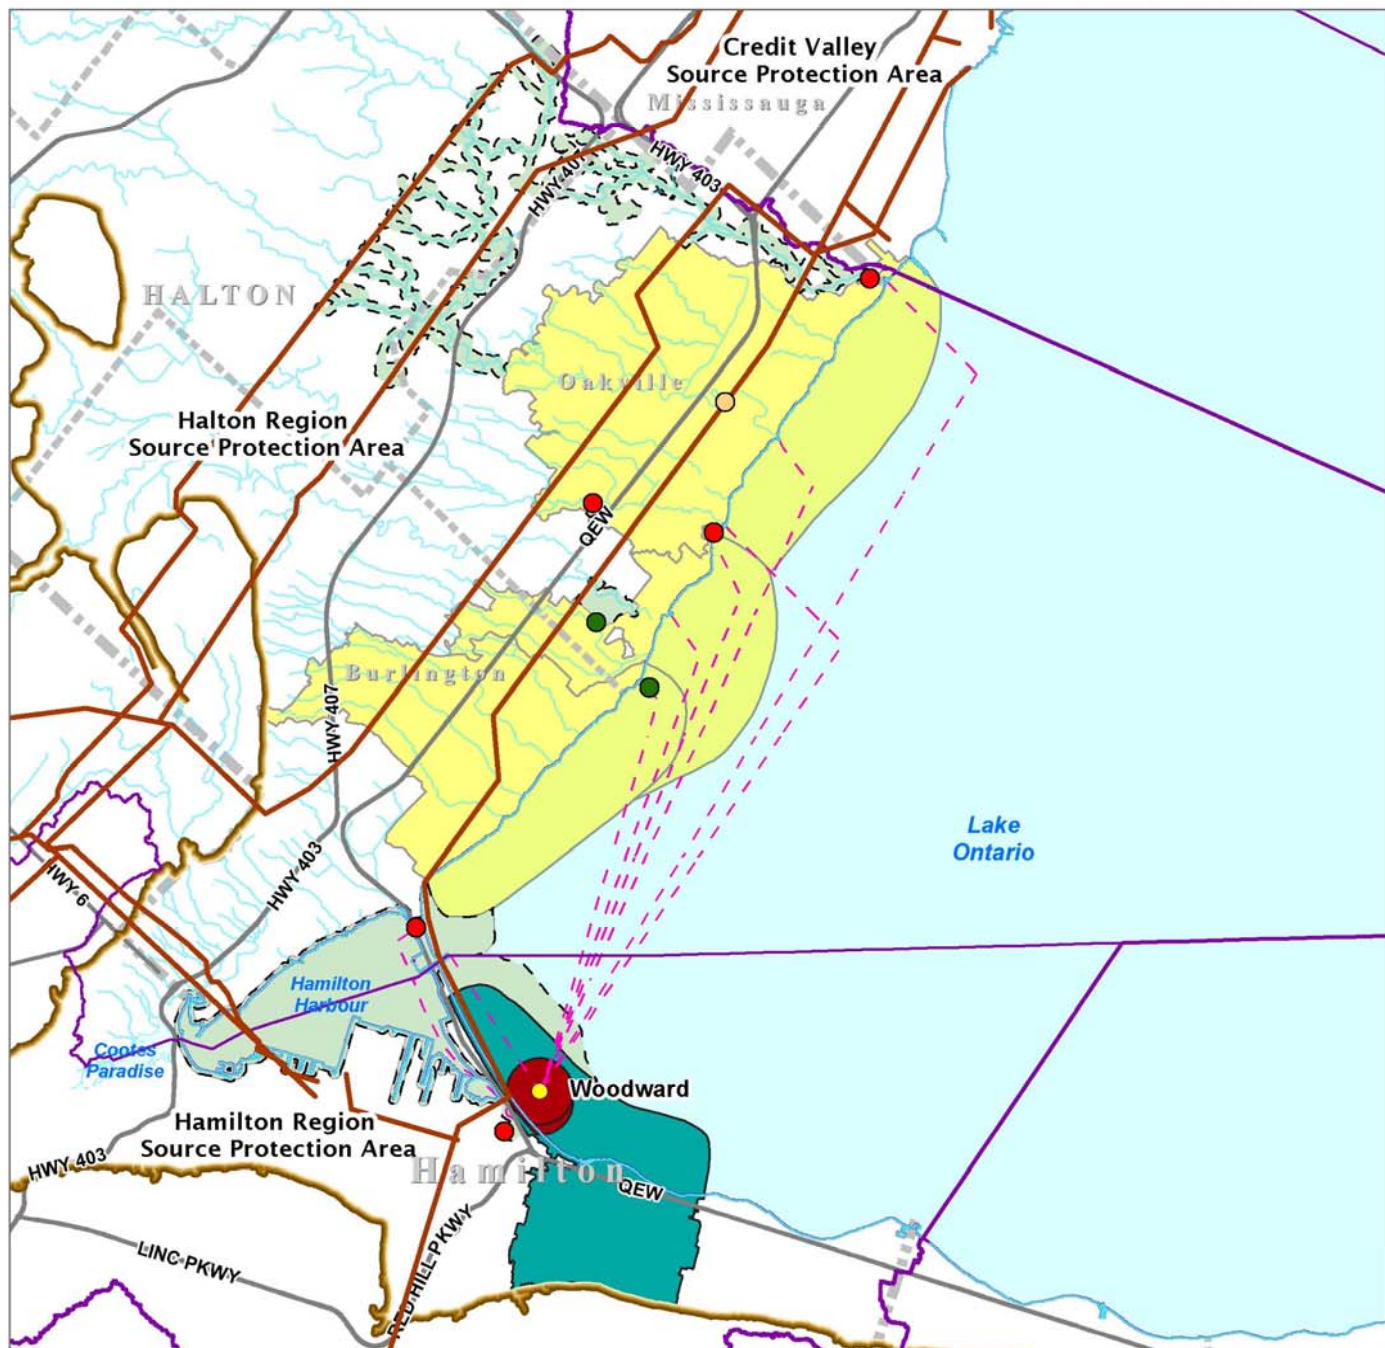 Credit Valley
Source Protection Area
Mississauga
HWY 403
HWY 407
HALTON
Oakville
Halton Region
Source Protection Area
QEW
Burlington
HWY 407
Lake
Ontario
HWY 403
HWY 6
Hamilton
Harbour
Cootes
Paradise
Woodward
Hamilton Region
Source Protection Area
HWY 403
Hamilton
QEW
LINC PKWY
RED HILL PKWY